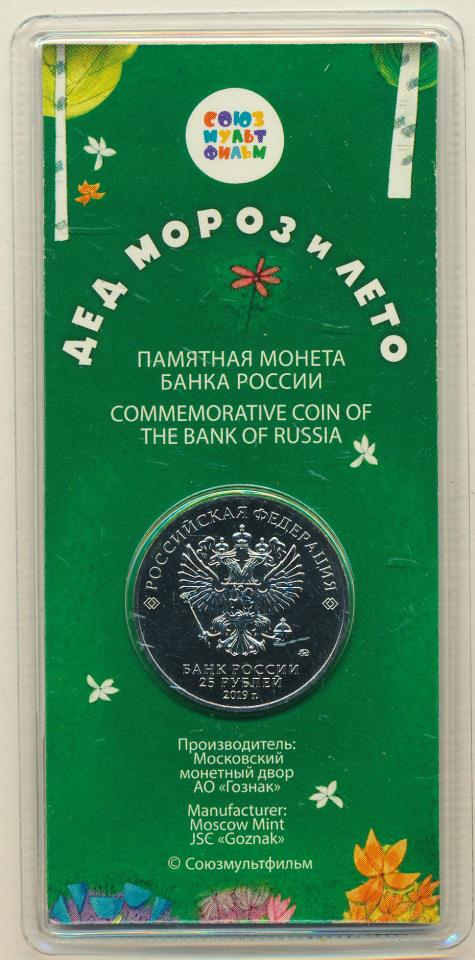 СОЮЗ
МУЛЬТ
ФИЛЬМ
ДЕД МОРОЗ и ЛЕТО
ПАМЯТНАЯ МОНЕТА
БАНКА РОССИИ
COMMEMORATIVE COIN OF
THE BANK OF RUSSIA
РОССИЙСКАЯ ФЕДЕРАЦИЯ
БАНК РОССИИ
25 РУБЛЕЙ
2019 г.
Производитель:
Московский
монетный двор
АО «Гознак»
Manufacturer:
Moscow Mint
JSC «Goznak»
© Союзмультфильм